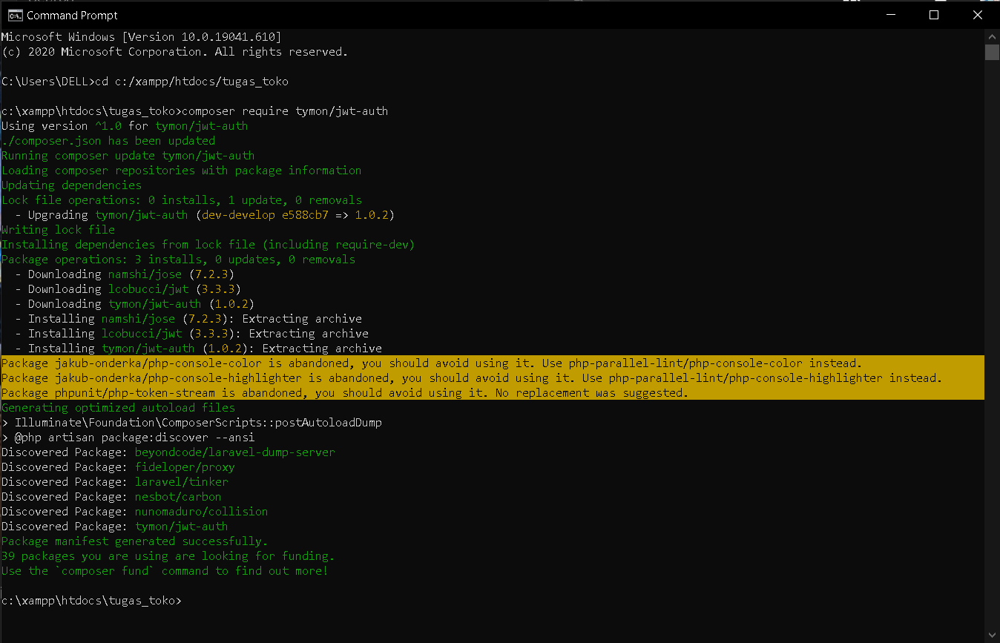 Command Prompt
Microsoft Windows [Version 10.0.19041.610]
(c) 2020 Microsoft Corporation. All rights reserved.
C:\Users\DELL>cd c:/xampp/htdocs/tugas_toko
c:\xampp\htdocs\tugas_toko>composer require tymon/jwt-auth
Using version ^1.0 for tymon/jwt-auth
./composer.json has been updated
Running composer update tymon/jwt-auth
Loading composer repositories with package information
Updating dependencies
Lock file operations: 0 installs, 1 update, 0 removals
  - Upgrading tymon/jwt-auth (dev-develop e588cb7 => 1.0.2)
Writing lock file
Installing dependencies from lock file (including require-dev)
Package operations: 3 installs, 0 updates, 0 removals
  - Downloading namshi/jose (7.2.3)
  - Downloading lcobucci/jwt (3.3.3)
  - Downloading tymon/jwt-auth (1.0.2)
  - Installing namshi/jose (7.2.3): Extracting archive
  - Installing lcobucci/jwt (3.3.3): Extracting archive
  - Installing tymon/jwt-auth (1.0.2): Extracting archive
Package jakub-onderka/php-console-color is abandoned, you should avoid using it. Use php-parallel-lint/php-console-color instead.
Package jakub-onderka/php-console-highlighter is abandoned, you should avoid using it. Use php-parallel-lint/php-console-highlighter instead.
Package phpunit/php-token-stream is abandoned, you should avoid using it. No replacement was suggested.
Generating optimized autoload files
> Illuminate\Foundation\ComposerScripts::postAutoloadDump
> @php artisan package:discover --ansi
Discovered Package: beyondcode/laravel-dump-server
Discovered Package: fideloper/proxy
Discovered Package: laravel/tinker
Discovered Package: nesbot/carbon
Discovered Package: nunomaduro/collision
Discovered Package: tymon/jwt-auth
Package manifest generated successfully.
39 packages you are using are looking for funding.
Use the `composer fund` command to find out more!
c:\xampp\htdocs\tugas_toko>